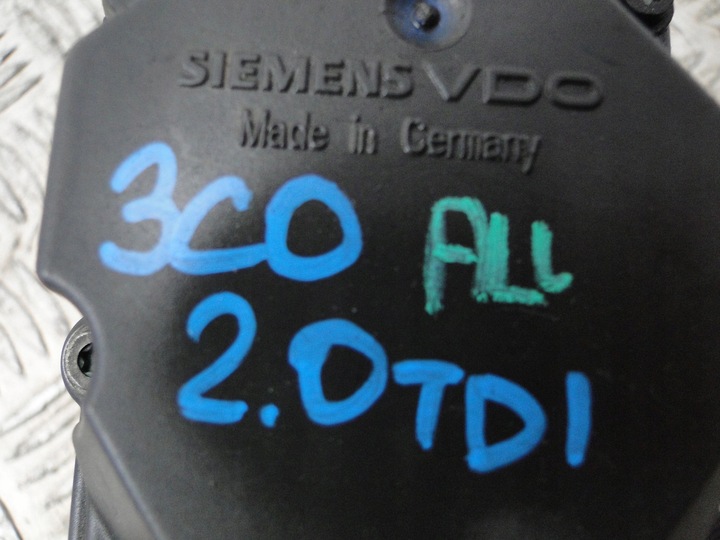 SIEMENS VDO
Made in Germany
3C0 ALL
2.0TDI